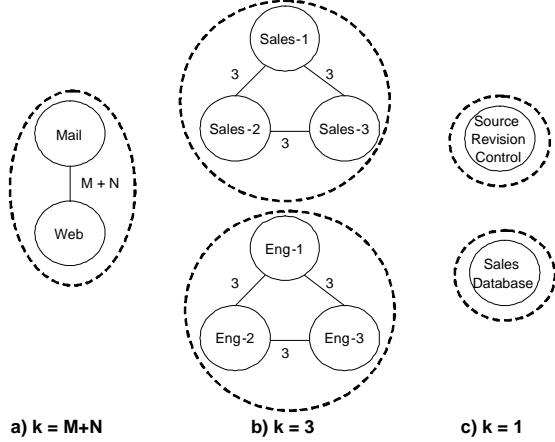 Mail
M + N
Web
a) k = M+N
Sales-1
3
3
Sales-2
Sales-3
3
Eng-1
3
3
Eng-2
Eng-3
3
b) k = 3
Source
Revision
Control
Sales
Database
c) k = 1